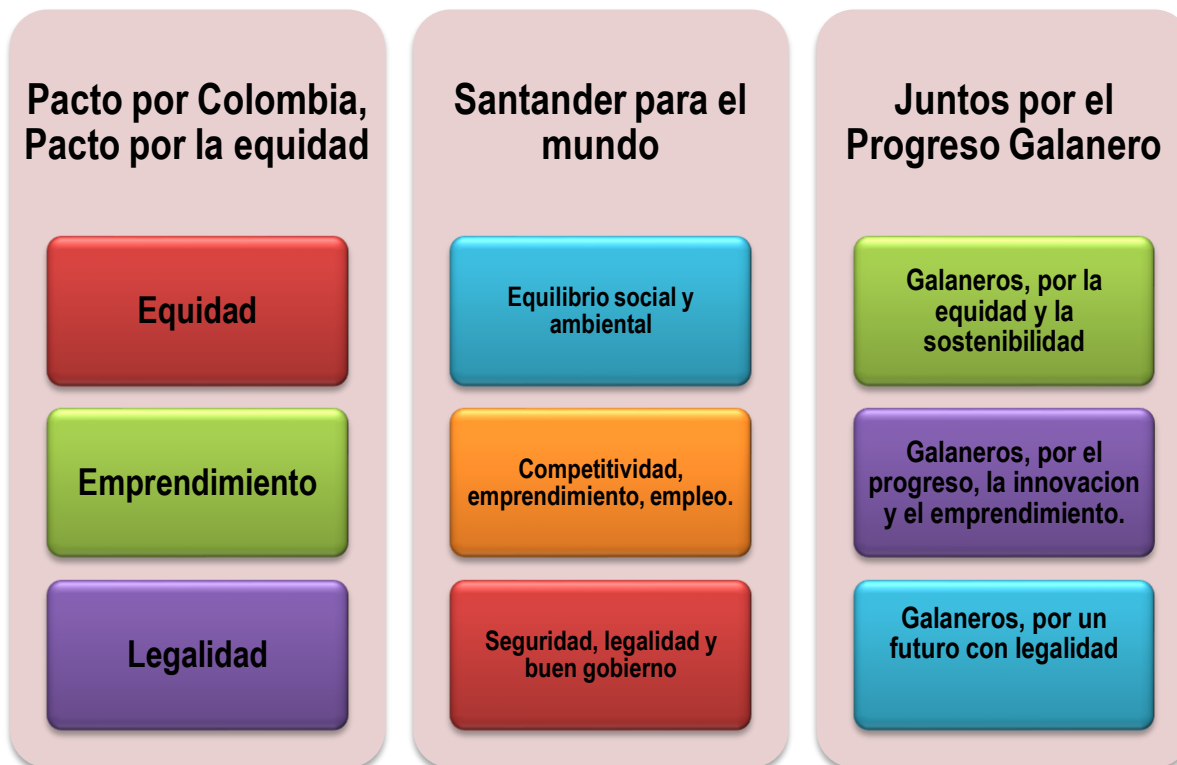 Pacto por Colombia,
Pacto por la equidad
Equidad
Emprendimiento
Legalidad
Santander para el
mundo
Equilibrio social y
ambiental
Competitividad,
emprendimiento, empleo.
Seguridad, legalidad y
buen gobierno
Juntos por el
Progreso Galanero
Galaneros, por la
equidad y la
sostenibilidad
Galaneros, por el
progreso, la innovacion
y el emprendimiento.
Galaneros, por un
futuro con legalidad